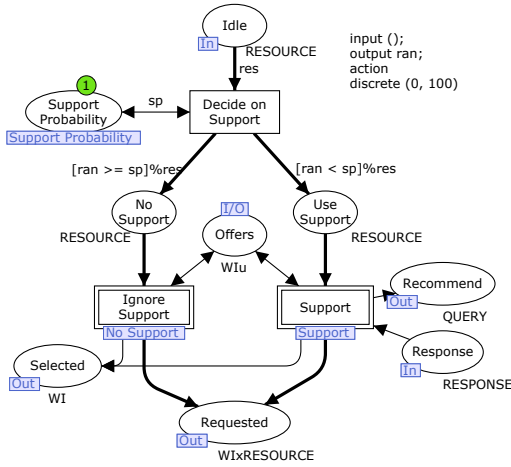 Idle
In
RESOURCE
input ();
output ran;
action
discrete (0, 100)
res
1
Support
Probability
Support Probability
sp
Decide on
Support
[ran >= sp]%res
[ran < sp]%res
No
Support
RESOURCE
Use
Support
RESOURCE
I/O
Offers
WIu
Ignore
Support
No Support
Support
Support
Recommend
Out
QUERY
Response
In
RESPONSE
Selected
Out
WI
Requested
Out
WIxRESOURCE